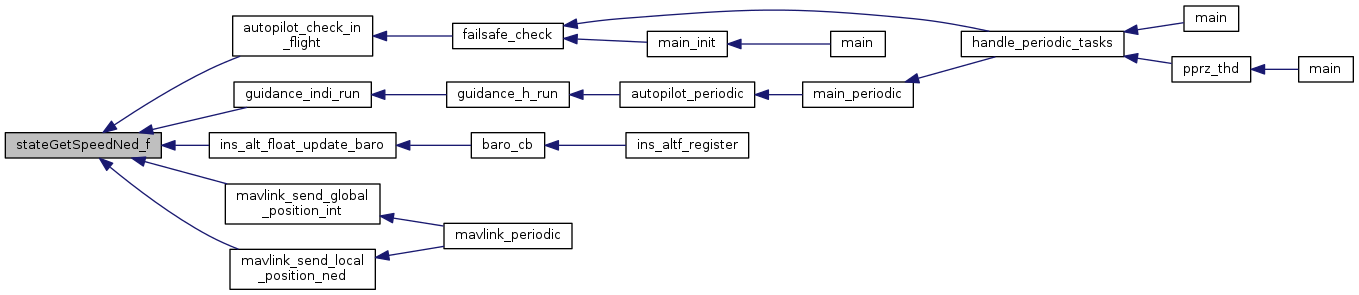 stateGetSpeedNed_f
autopilot_check_in
_flight
failsafe_check
main_init
main
handle_periodic_tasks
main
pprz_thd
main
guidance_indi_run
guidance_h_run
autopilot_periodic
main_periodic
ins_alt_float_update_baro
baro_cb
ins_altf_register
mavlink_send_global
_position_int
mavlink_periodic
mavlink_send_local
_position_ned